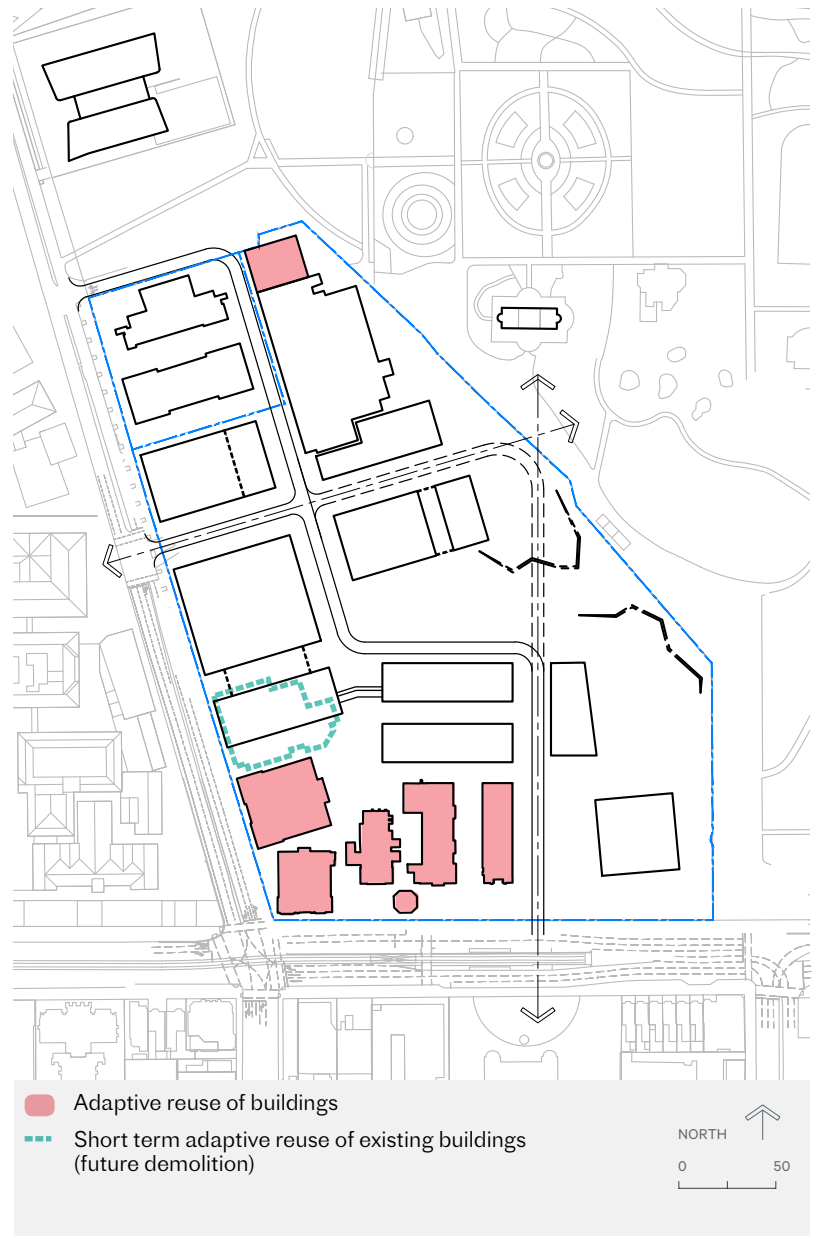 Adaptive reuse of buildings
Short term adaptive reuse of existing buildings
(future demolition)
NORTH
0 50